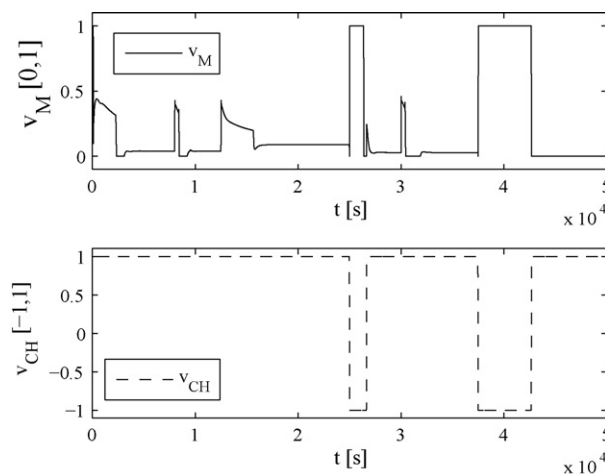 1
v_M
0.5
0
v_M [0,1]
0 1 2 3 4 5
t [s]
x 10^4
1
0.5
0
−0.5
−1
v_CH [−1,1]
v_CH
0 1 2 3 4 5
t [s]
x 10^4